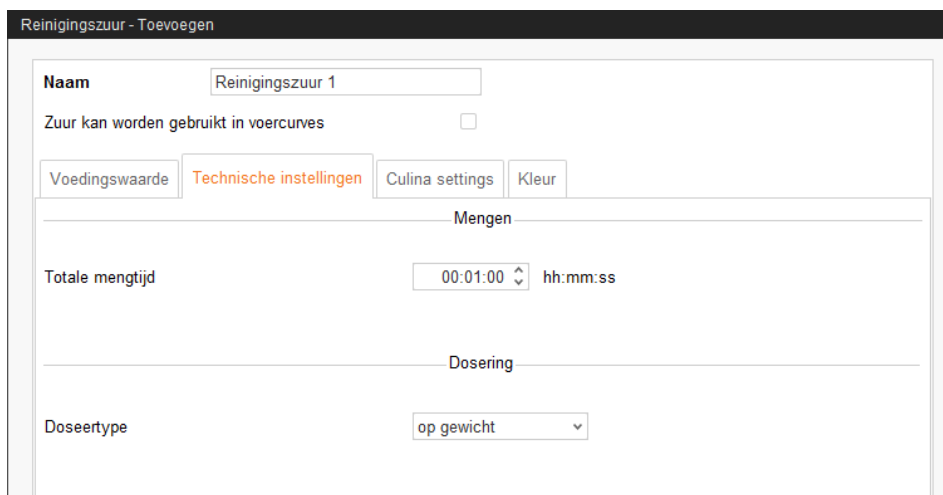 Reinigingszuur - Toevoegen
Naam Reinigingszuur 1
Zuur kan worden gebruikt in voercurves
Voedingswaarde Technische instellingen Culina settings Kleur
Mengen
Totale mengtijd 00:01:00 hh:mm:ss
Dosering
Doseertype op gewicht